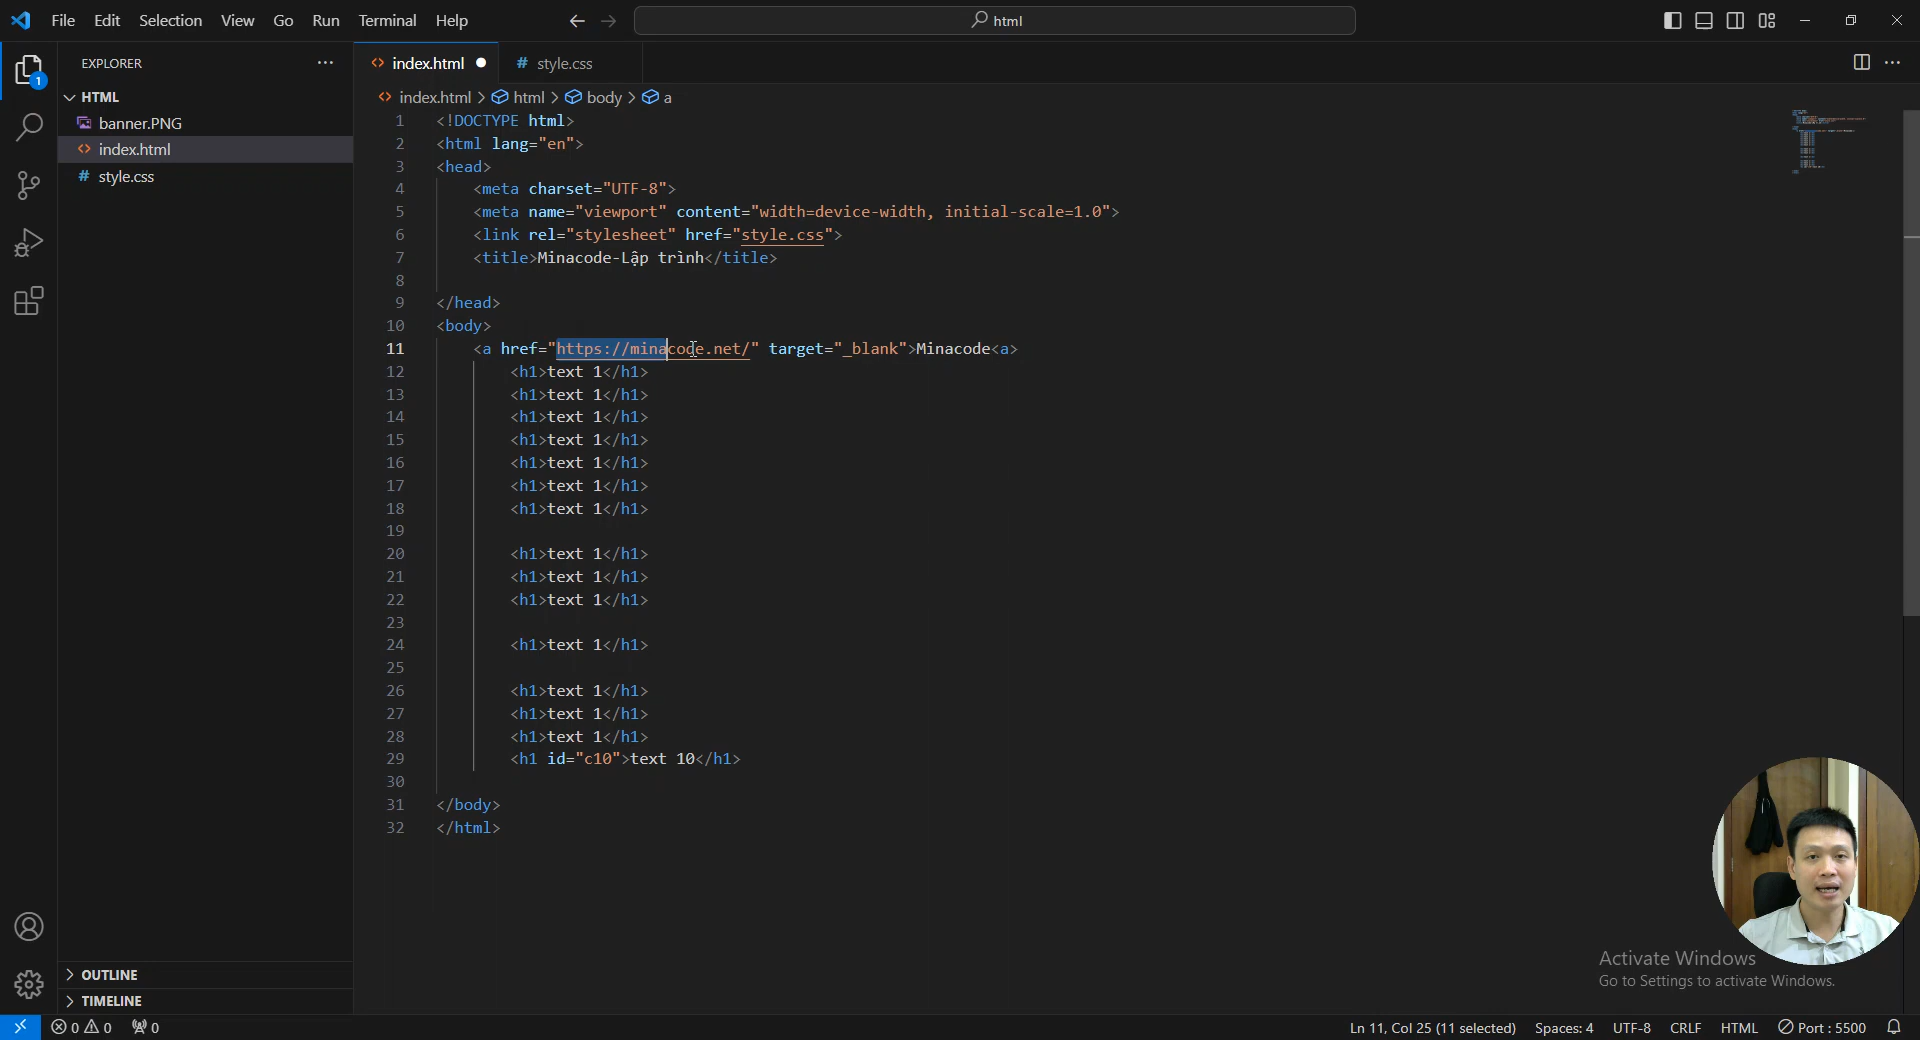 File Edit Selection View Go Run Terminal Help
html
EXPLORER
1
HTML
banner.PNG
index.html
style.css
index.html
# style.css
index.html > html > body > a
1 <!DOCTYPE html>
2 <html lang="en">
3 <head>
4 <meta charset="UTF-8">
5 <meta name="viewport" content="width=device-width, initial-scale=1.0">
6 <link rel="stylesheet" href="style.css">
7 <title>Minacode-Lập trình</title>
8
9 </head>
10 <body>
11 <a href="https://minacode.net/" target="_blank">Minacode<a>
12 <h1>text 1</h1>
13 <h1>text 1</h1>
14 <h1>text 1</h1>
15 <h1>text 1</h1>
16 <h1>text 1</h1>
17 <h1>text 1</h1>
18 <h1>text 1</h1>
19
20 <h1>text 1</h1>
21 <h1>text 1</h1>
22 <h1>text 1</h1>
23
24 <h1>text 1</h1>
25
26 <h1>text 1</h1>
27 <h1>text 1</h1>
28 <h1>text 1</h1>
29 <h1 id="c10">text 10</h1>
30
31 </body>
32 </html>
OUTLINE
TIMELINE
Activate Windows
Go to Settings to activate Windows.
0 0 0
Ln 11, Col 25 (11 selected) Spaces: 4 UTF-8 CRLF HTML Port : 5500